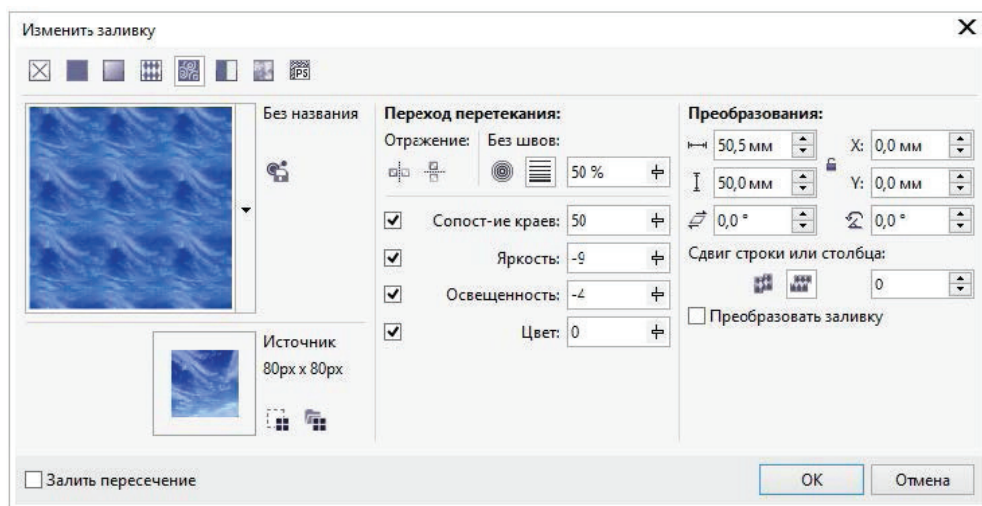 Изменить заливку
PS
Без названия
Переход перетекания:
Отражение: Без швов:
50 %
Сопост-ие краев: 50
Яркость: -9
Освещенность: -4
Цвет: 0
Преобразования:
50,5 мм X: 0,0 мм
50,0 мм Y: 0,0 мм
0,0 ° 0,0 °
Сдвиг строки или столбца:
0
Преобразовать заливку
Источник
80px x 80px
Залить пересечение
OK Отмена